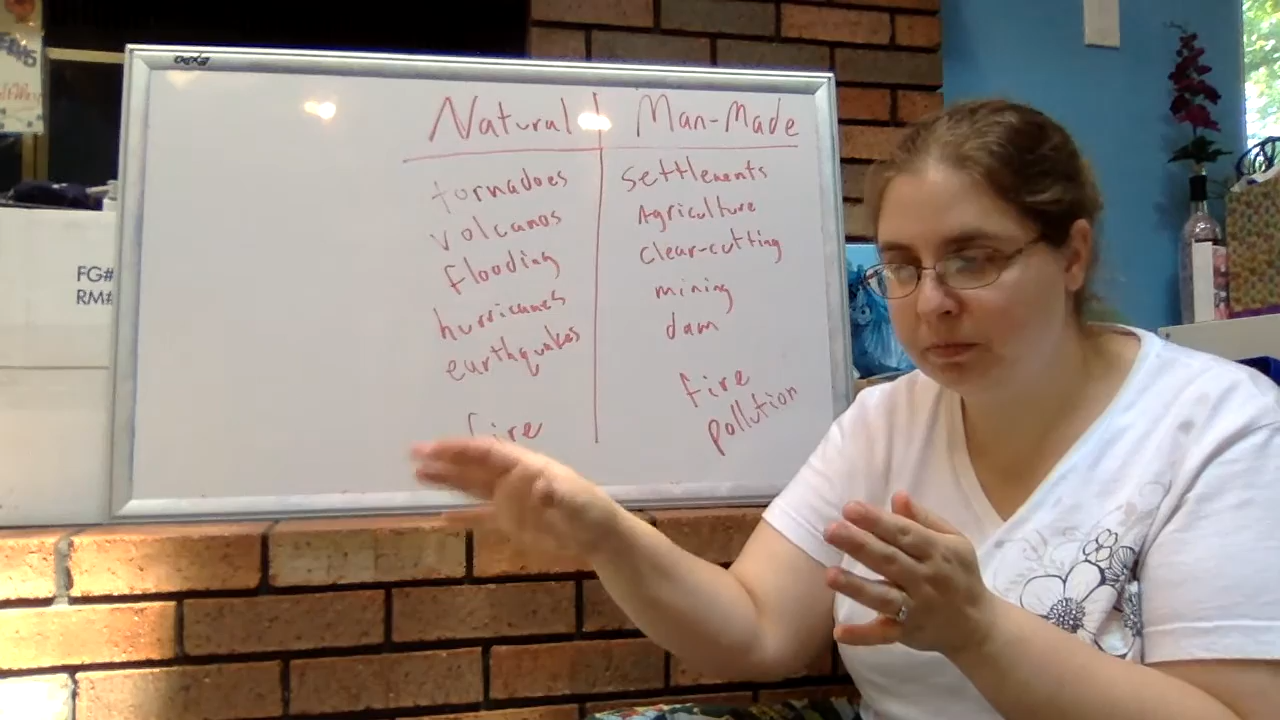 EXPO
FG#
RM#
Natural Man-Made
tornadoes settlements
volcanos Agriculture
flooding clear-cutting
hurricanes mining
earthquakes dam
fire fire
pollution